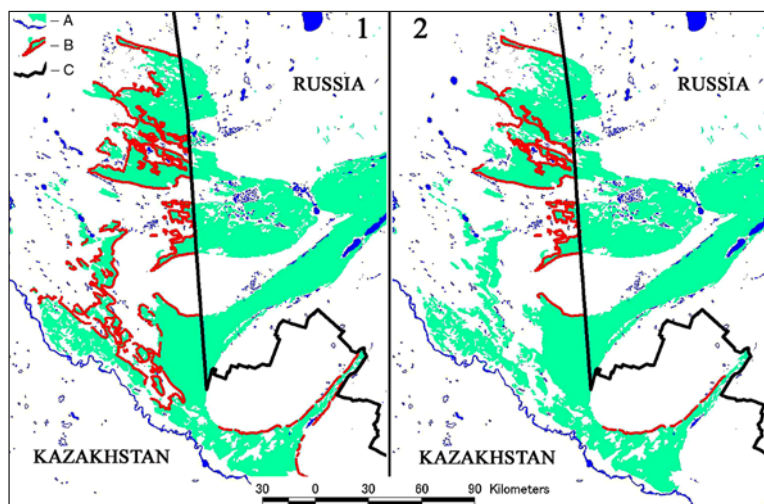 – A
– B
– C
1
2
RUSSIA
RUSSIA
KAZAKHSTAN
KAZAKHSTAN
30 0 30 60 90 Kilometers